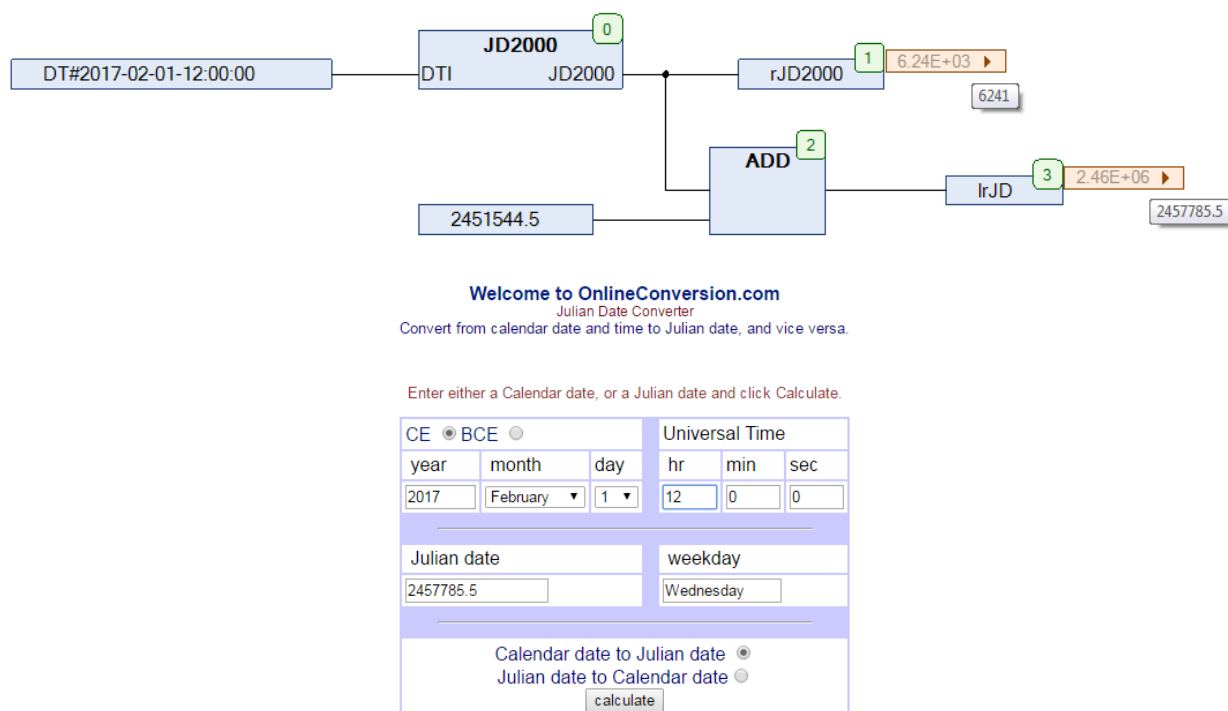 0
JD2000
DT#2017-02-01-12:00:00
DTI JD2000
rJD2000
1
6.24E+03
6241
2
ADD
2451544.5
lrJD
3
2.46E+06
2457785.5
Welcome to OnlineConversion.com
Julian Date Converter
Convert from calendar date and time to Julian date, and vice versa.
Enter either a Calendar date, or a Julian date and click Calculate.
CE BCE Universal Time
year month day hr min sec
2017 February 1 12 0 0
Julian date weekday
2457785.5 Wednesday
Calendar date to Julian date
Julian date to Calendar date
calculate